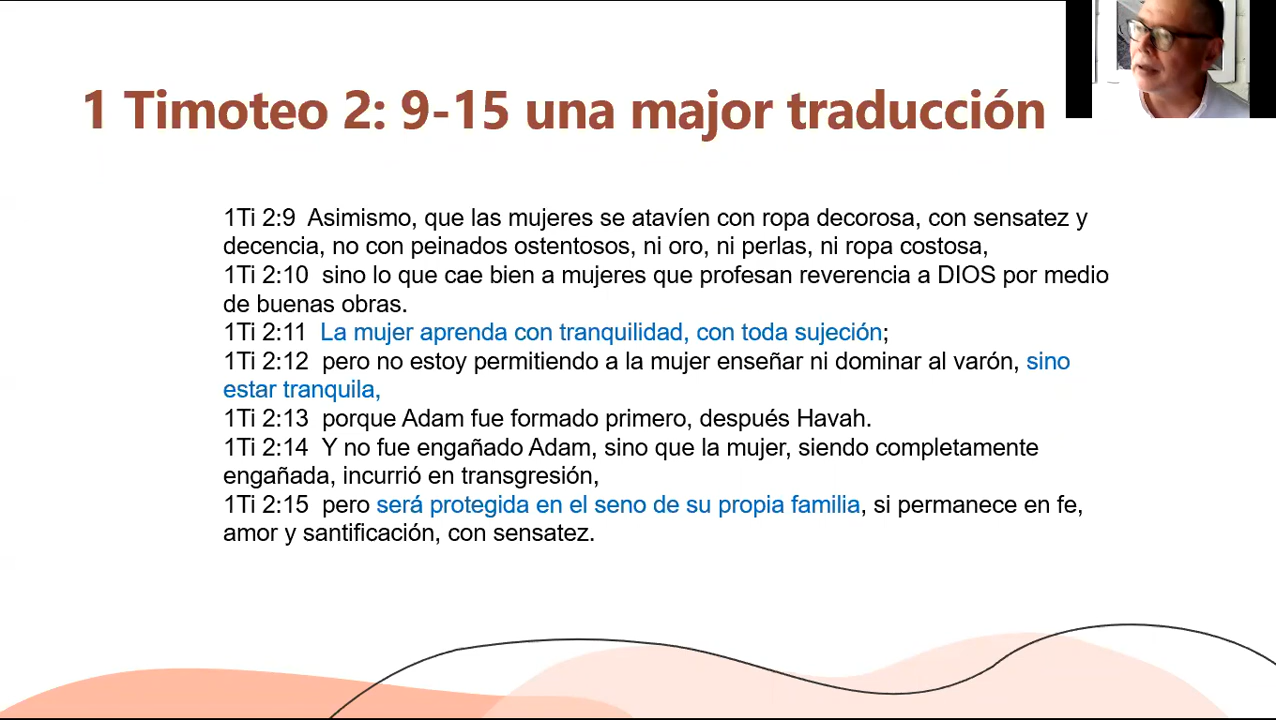 1 Timoteo 2: 9-15 una major traducción
1Ti 2:9 Asimismo, que las mujeres se atavíen con ropa decorosa, con sensatez y
decencia, no con peinados ostentosos, ni oro, ni perlas, ni ropa costosa,
1Ti 2:10 sino lo que cae bien a mujeres que profesan reverencia a DIOS por medio
de buenas obras.
1Ti 2:11 La mujer aprenda con tranquilidad, con toda sujeción;
1Ti 2:12 pero no estoy permitiendo a la mujer enseñar ni dominar al varón, sino
estar tranquila,
1Ti 2:13 porque Adam fue formado primero, después Havah.
1Ti 2:14 Y no fue engañado Adam, sino que la mujer, siendo completamente
engañada, incurrió en transgresión,
1Ti 2:15 pero será protegida en el seno de su propia familia, si permanece en fe,
amor y santificación, con sensatez.